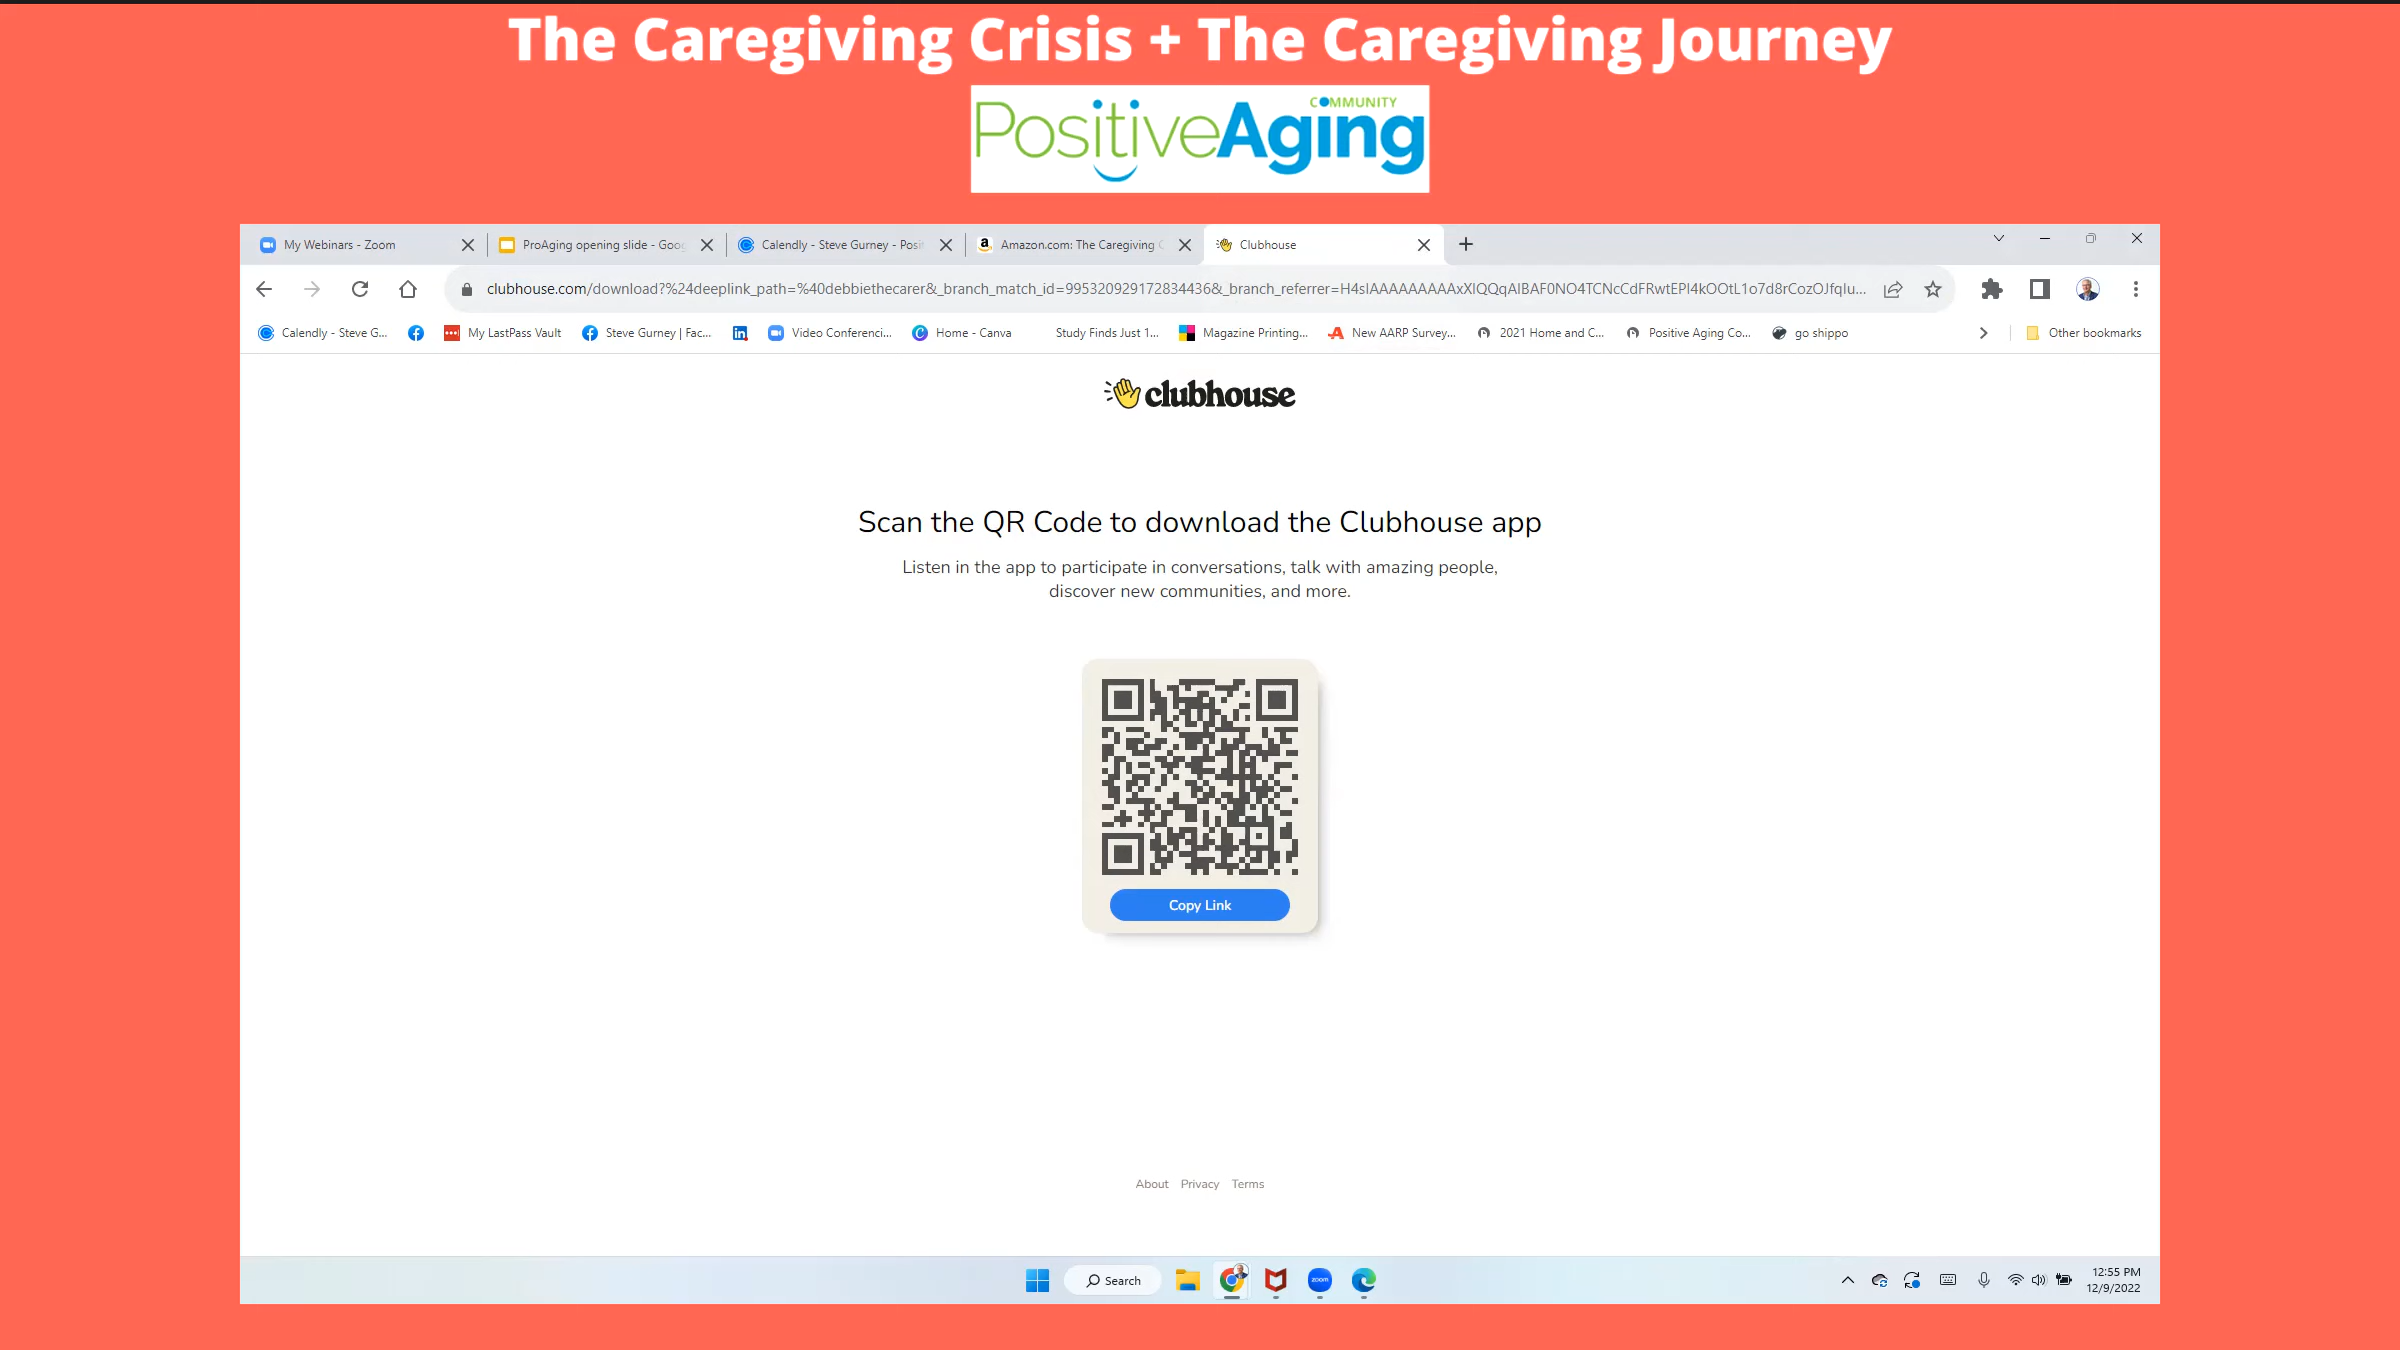 The Caregiving Crisis + The Caregiving Journey
COMMUNITY
PositiveAging
My Webinars - Zoom
ProAging opening slide - Goo
Calendly - Steve Gurney - Posi
Amazon.com: The Caregiving C
Clubhouse
clubhouse.com/download?%24deeplink_path=%40debbiethecarer&_branch_match_id=995320929172834436&_branch_referrer=H4sIAAAAAAAAAxXIQQqAIBAF0NO4TCNcCdFRwtEPI4kOOtL1o7d8rCozOJfqIu...
Calendly - Steve G...
My LastPass Vault
Steve Gurney | Fac...
Video Conferenci...
Home - Canva
Study Finds Just 1...
Magazine Printing...
New AARP Survey...
2021 Home and C...
Positive Aging Co...
go shippo
Other bookmarks
clubhouse
Scan the QR Code to download the Clubhouse app
Listen in the app to participate in conversations, talk with amazing people,
discover new communities, and more.
Copy Link
About Privacy Terms
Search
zoom
12:55 PM
12/9/2022